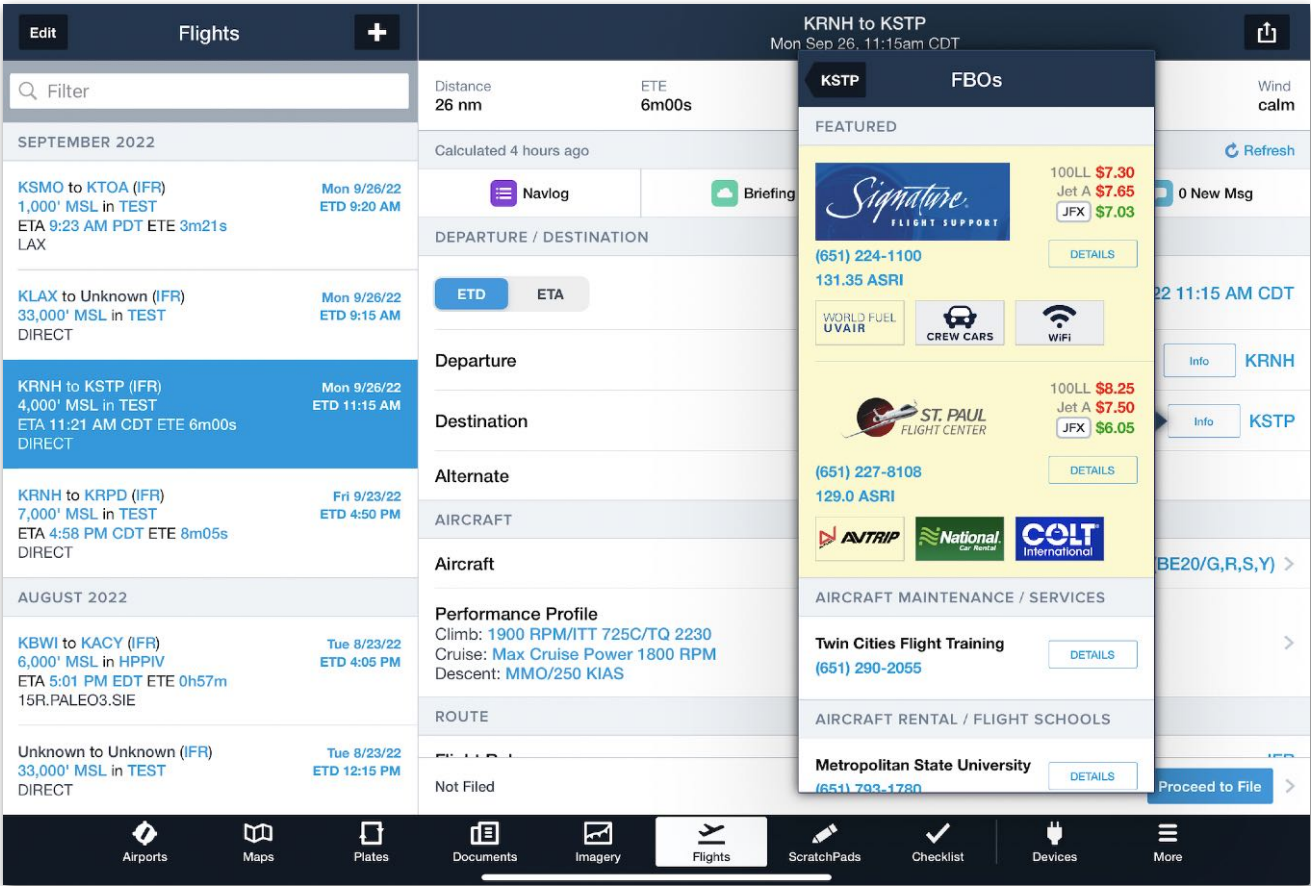 Edit
Flights
+
Filter
SEPTEMBER 2022
KSMO to KTOA (IFR)
Mon 9/26/22
1,000' MSL in TEST
ETD 9:20 AM
ETA 9:23 AM PDT ETE 3m21s
LAX
KLAX to Unknown (IFR)
Mon 9/26/22
33,000' MSL in TEST
ETD 9:15 AM
DIRECT
KRNH to KSTP (IFR)
Mon 9/26/22
4,000' MSL in TEST
ETD 11:15 AM
ETA 11:21 AM CDT ETE 6m00s
DIRECT
KRNH to KRPD (IFR)
Fri 9/23/22
7,000' MSL in TEST
ETD 4:50 PM
ETA 4:58 PM CDT ETE 8m05s
DIRECT
AUGUST 2022
KBWI to KACY (IFR)
Tue 8/23/22
6,000' MSL in HPPIV
ETD 4:05 PM
ETA 5:01 PM EDT ETE 0h57m
15R.PALEO3.SIE
Unknown to Unknown (IFR)
Tue 8/23/22
33,000' MSL in TEST
ETD 12:15 PM
DIRECT
KRNH to KSTP
Mon Sep 26, 11:15am CDT
Distance
26 nm
ETE
6m00s
Wind
calm
Calculated 4 hours ago
Refresh
Navlog
Briefing
0 New Msg
DEPARTURE / DESTINATION
ETD
ETA
22 11:15 AM CDT
Departure
Info
KRNH
Destination
Info
KSTP
Alternate
AIRCRAFT
Aircraft
BE20/G,R,S,Y)
Performance Profile
Climb: 1900 RPM/ITT 725C/TQ 2230
Cruise: Max Cruise Power 1800 RPM
Descent: MMO/250 KIAS
ROUTE
Not Filed
Proceed to File
KSTP
FBOs
FEATURED
Signature.
FLIGHT SUPPORT
100LL $7.30
Jet A $7.65
JFX $7.03
(651) 224-1100
DETAILS
131.35 ASRI
WORLD FUEL
UVAIR
CREW CARS
WiFi
ST. PAUL
FLIGHT CENTER
100LL $8.25
Jet A $7.50
JFX $6.05
(651) 227-8108
DETAILS
129.0 ASRI
AVTRIP
National.
Car Rental
COLT
International
AIRCRAFT MAINTENANCE / SERVICES
Twin Cities Flight Training
(651) 290-2055
DETAILS
AIRCRAFT RENTAL / FLIGHT SCHOOLS
Metropolitan State University
(651) 793-1780
DETAILS
Airports
Maps
Plates
Documents
Imagery
Flights
ScratchPads
Checklist
Devices
More